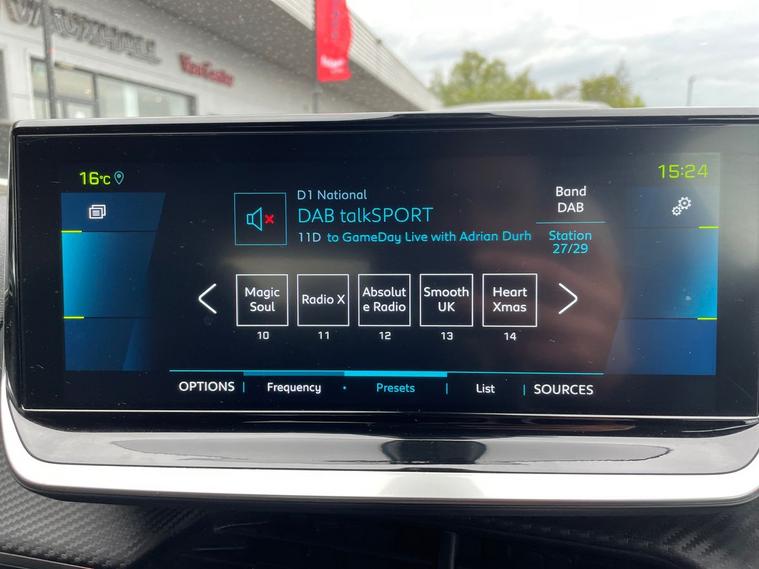 VAUXHALL
VanCentre
16°C
15:24
D1 National
DAB talkSPORT
11D to GameDay Live with Adrian Durh
Band
DAB
Station
27/29
Magic
Soul
Radio X
Absolut
e Radio
Smooth
UK
Heart
Xmas
10
11
12
13
14
OPTIONS
Frequency
Presets
List
SOURCES